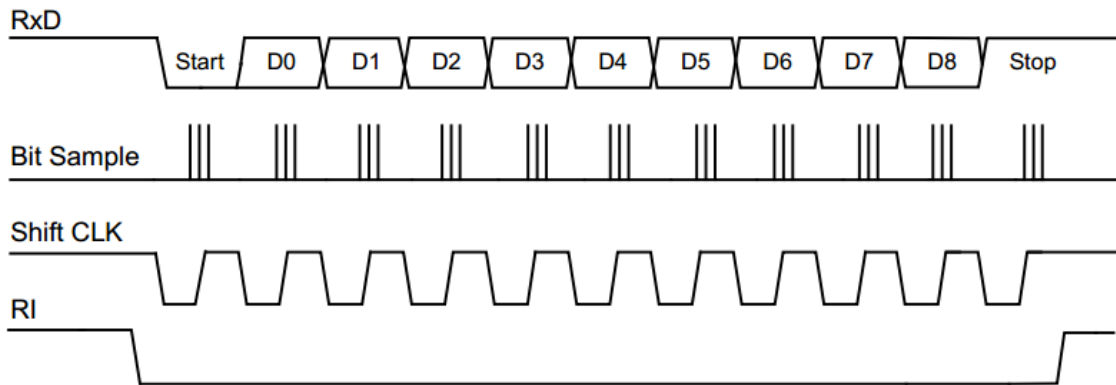 RxD
Start D0 D1 D2 D3 D4 D5 D6 D7 D8 Stop
Bit Sample
Shift CLK
RI